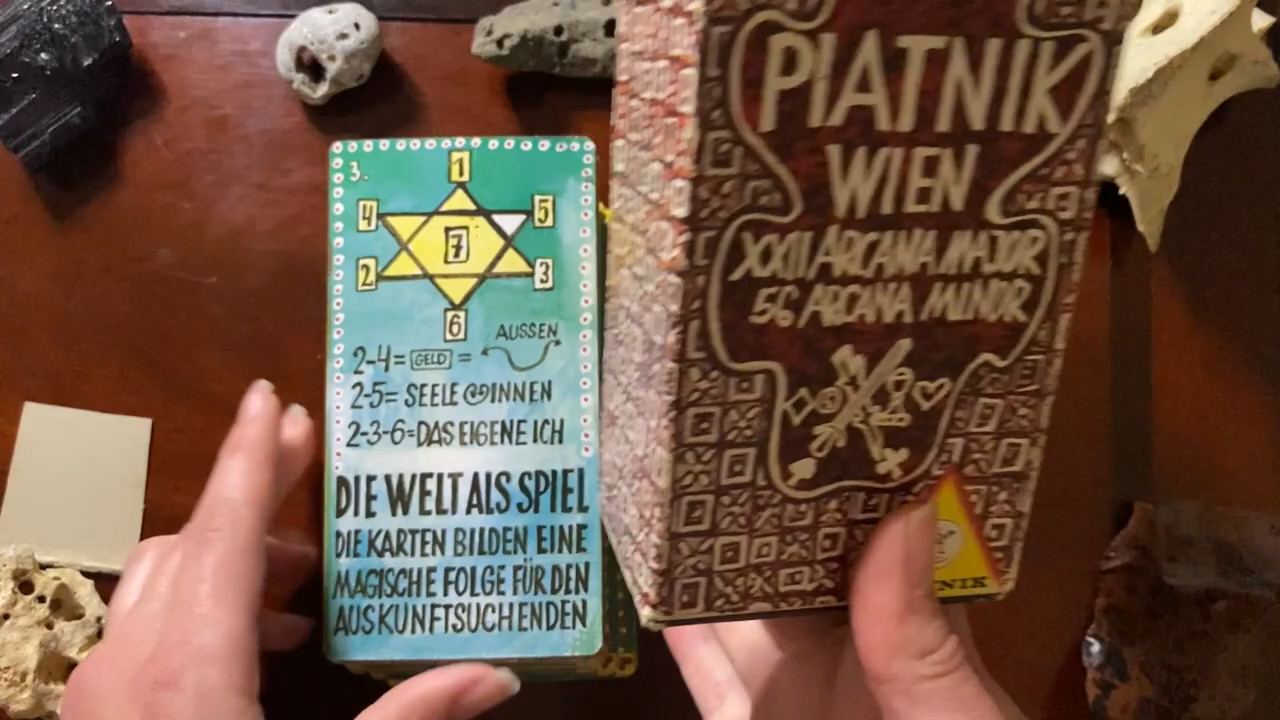 3.
1
4
5
7
2
3
6
AUSSEN
2-4= GELD =
2-5= SEELE INNEN
2-3-6=DAS EIGENE ICH
DIE WELT ALS SPIEL
DIE KARTEN BILDEN EINE
MAGISCHE FOLGE FÜR DEN
AUSKUNFTSUCHENDEN
PIATNIK
WIEN
XXII ARCANA MAJOR
56 ARCANA MINOR
NIK